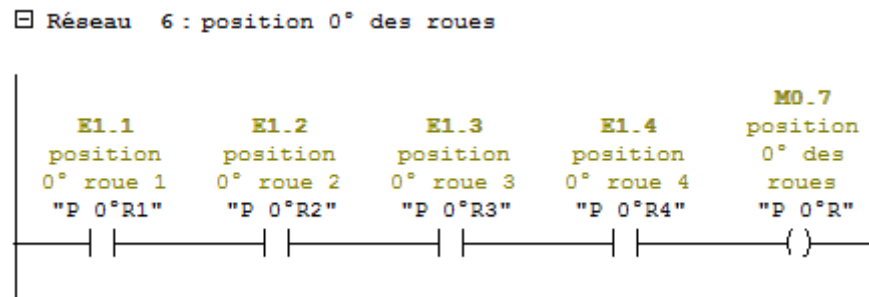 Réseau 6 : position 0° des roues
M0.7
E1.1 E1.2 E1.3 E1.4 position
position position position position 0° des
0° roue 1 0° roue 2 0° roue 3 0° roue 4 roues
"P 0°R1" "P 0°R2" "P 0°R3" "P 0°R4" "P 0°R"